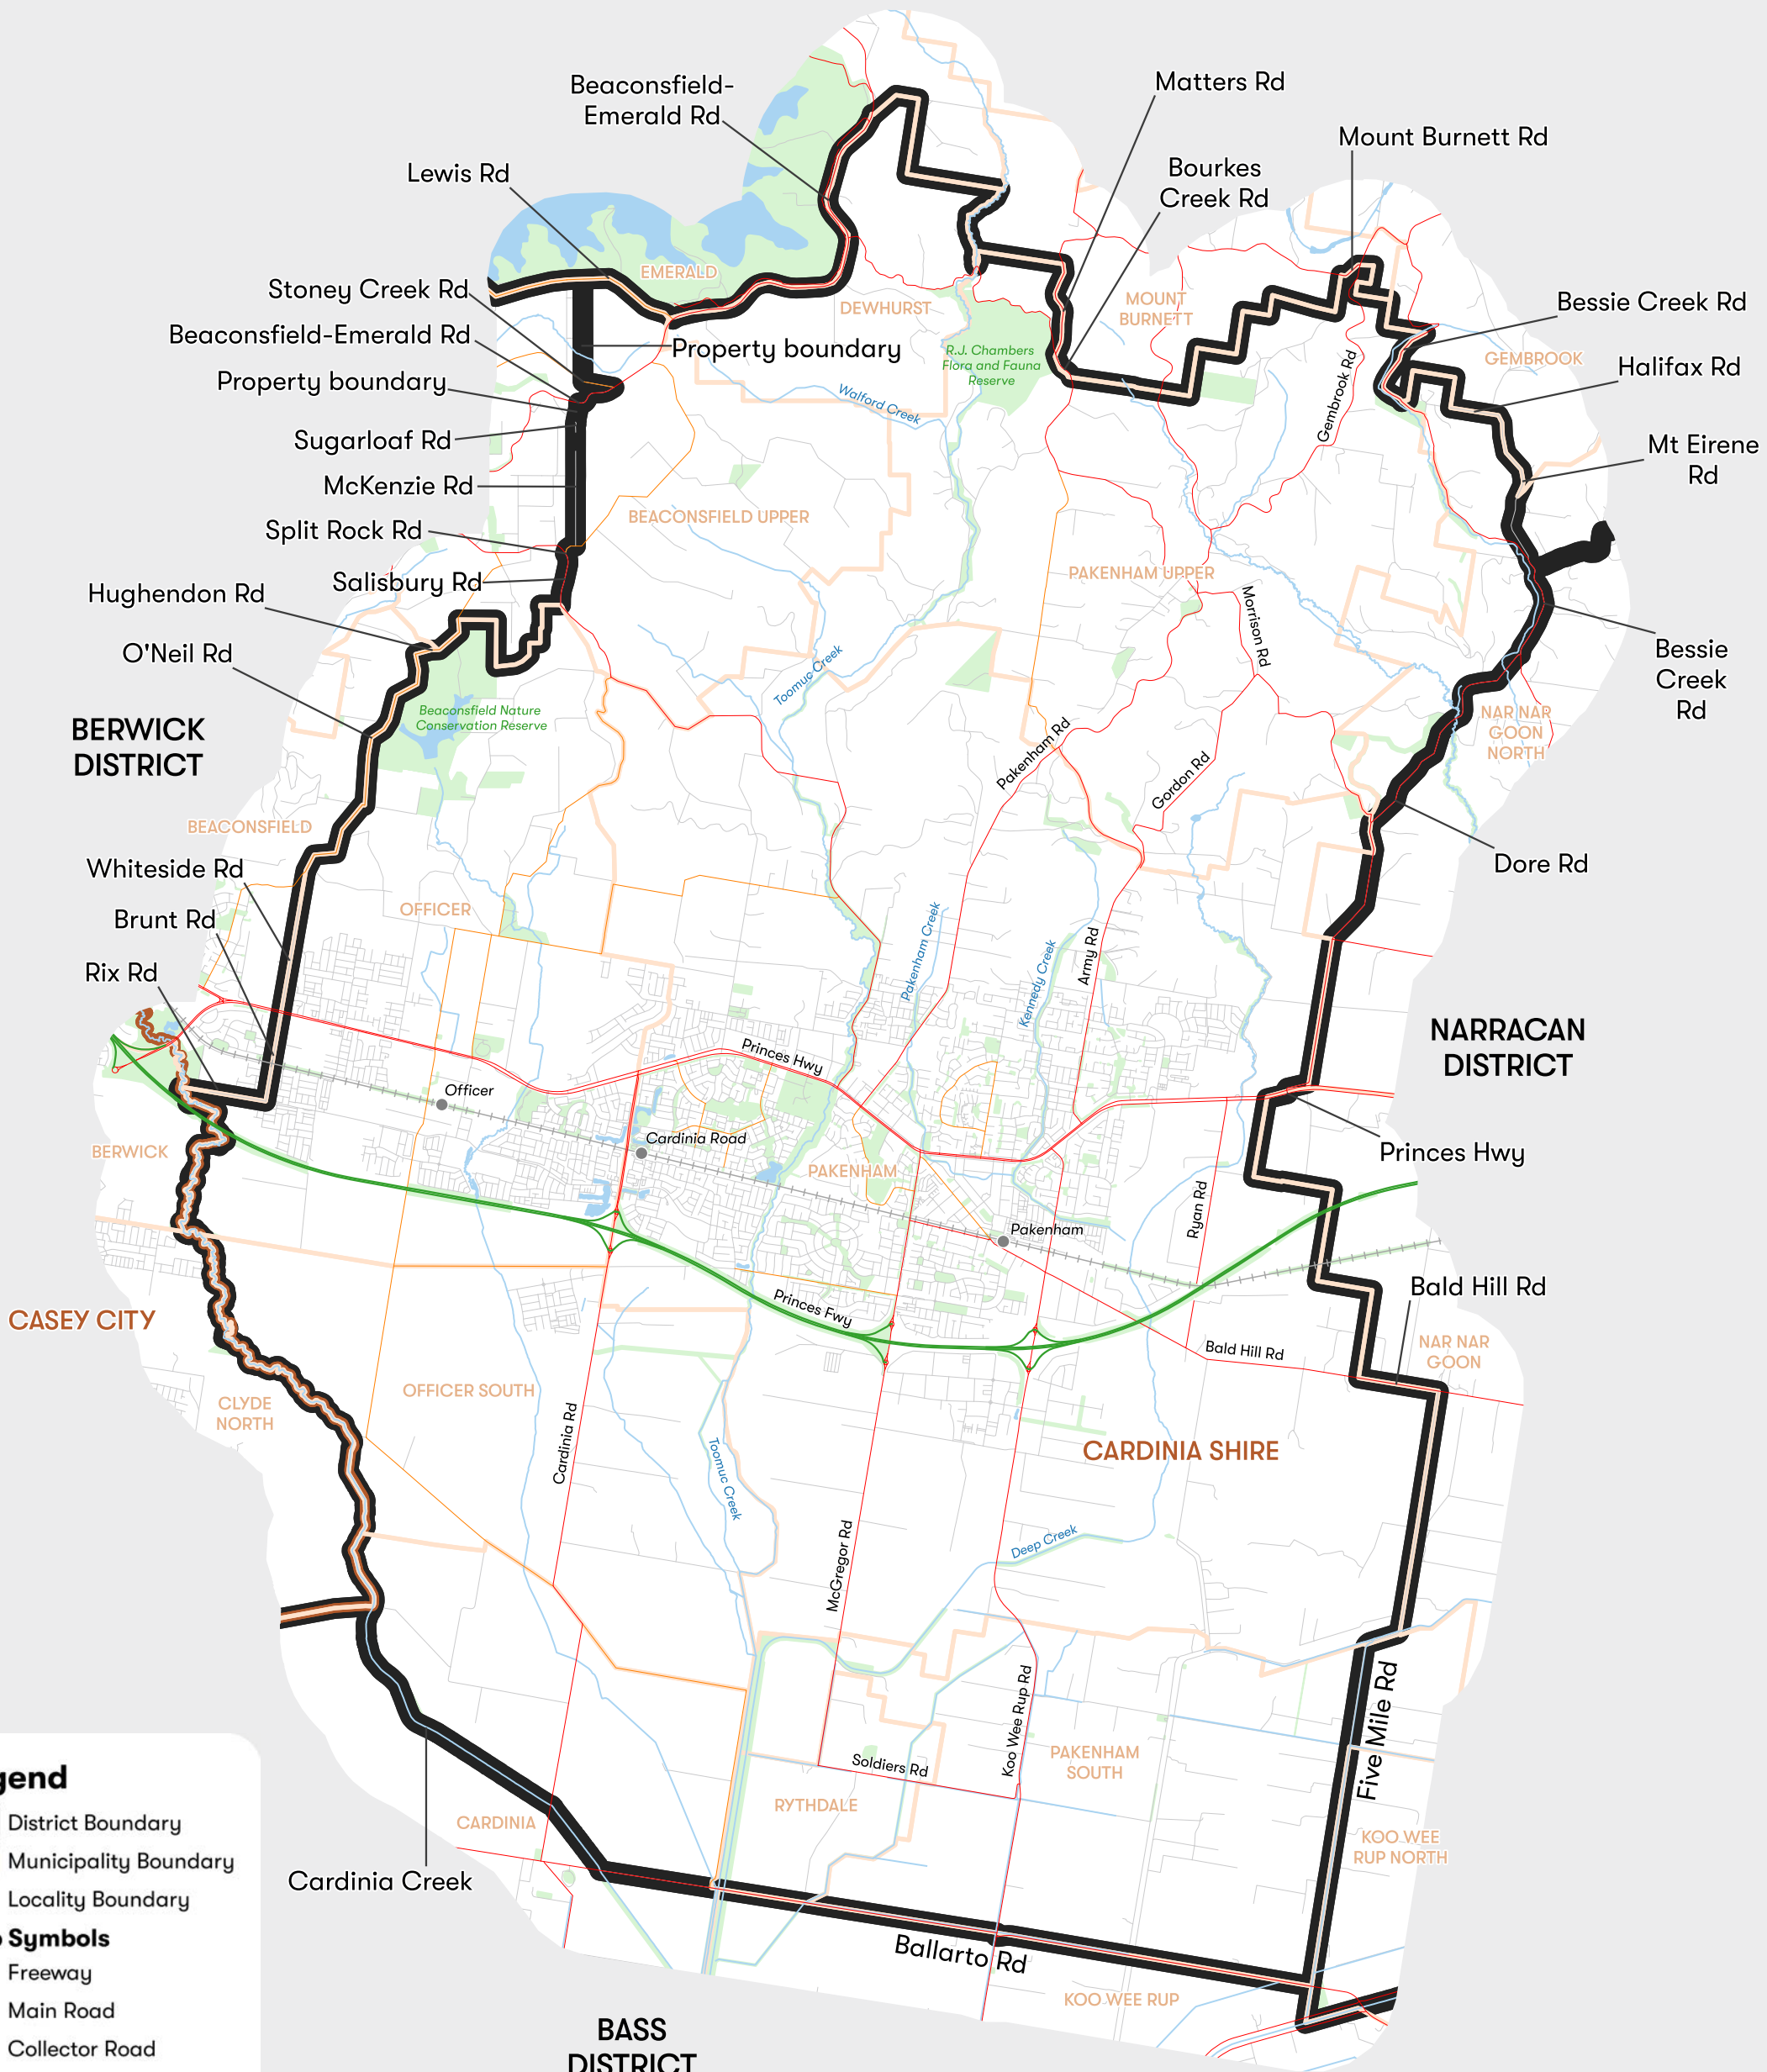 Beaconsfield-
Emerald Rd
Matters Rd
Mount Burnett Rd
Lewis Rd
Bourkes
Creek Rd
EMERALD
Stoney Creek Rd
DEWHURST
MOUNT
BURNETT
Bessie Creek Rd
Beaconsfield-Emerald Rd
Property boundary
R.J. Chambers
Flora and Fauna
Reserve
GEMBROOK
Halifax Rd
Property boundary
Walford Creek
Gembrook Rd
Sugarloaf Rd
Mt Eirene
Rd
McKenzie Rd
BEACONSFIELD UPPER
Split Rock Rd
Salisbury Rd
PAKENHAM UPPER
Hughendon Rd
Morrison Rd
O'Neil Rd
Toomuc Creek
Bessie
Creek
Rd
Beaconsfield Nature
Conservation Reserve
BERWICK
DISTRICT
NAR NAR
GOON
NORTH
Pakenham Rd
Gordon Rd
BEACONSFIELD
Dore Rd
Whiteside Rd
OFFICER
Brunt Rd
Pakenham Creek
Kennedy Creek
Army Rd
Rix Rd
NARRACAN
DISTRICT
Princes Hwy
Officer
Cardinia Road
BERWICK
PAKENHAM
Princes Hwy
Ryan Rd
Pakenham
Bald Hill Rd
CASEY CITY
Princes Fwy
Bald Hill Rd
NAR NAR
GOON
OFFICER SOUTH
CLYDE
NORTH
Cardinia Rd
Toomuc Creek
CARDINIA SHIRE
McGregor Rd
Deep Creek
Koo Wee Rup Rd
Five Mile Rd
PAKENHAM
SOUTH
Soldiers Rd
gend
RYTHDALE
District Boundary
CARDINIA
KOO WEE
RUP NORTH
Municipality Boundary
Cardinia Creek
Locality Boundary
Symbols
Ballarto Rd
Freeway
KOO WEE RUP
Main Road
BASS
DISTRICT
Collector Road